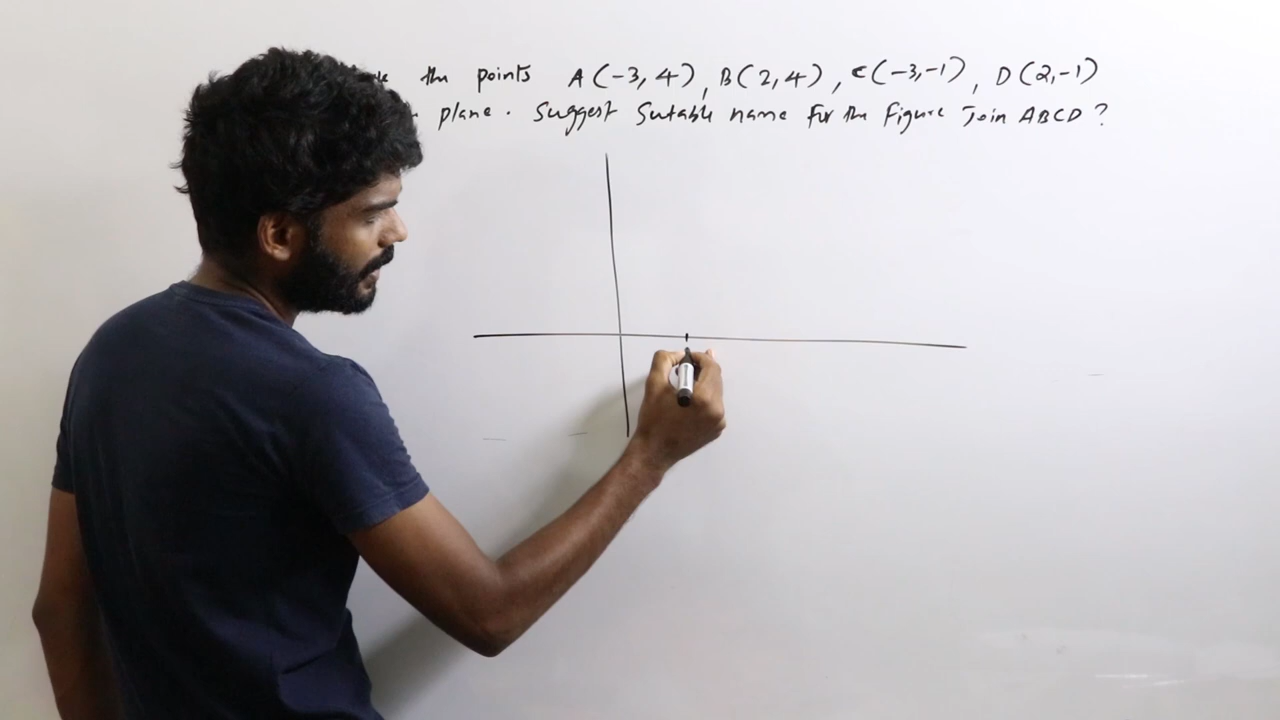 the points A(-3, 4), B(2,4), C(-3,-1), D(2,-1)
plane. Suggest Sutable name for the Figure Join ABCD?